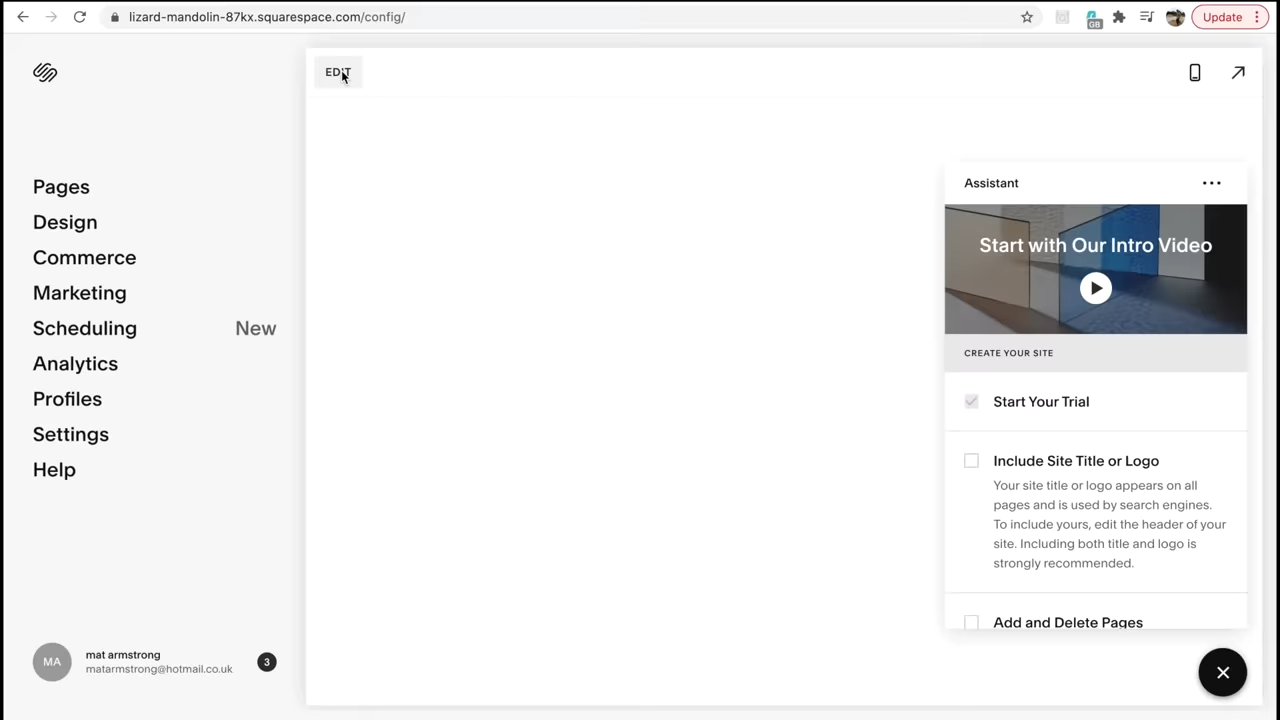 lizard-mandolin-87kx.squarespace.com/config/
GB
Update
EDIT
Pages
Design
Commerce
Marketing
Scheduling New
Analytics
Profiles
Settings
Help
MA
mat armstrong
matarmstrong@hotmail.co.uk
3
Assistant
Start with Our Intro Video
CREATE YOUR SITE
Start Your Trial
Include Site Title or Logo
Your site title or logo appears on all
pages and is used by search engines.
To include yours, edit the header of your
site. Including both title and logo is
strongly recommended.
Add and Delete Pages